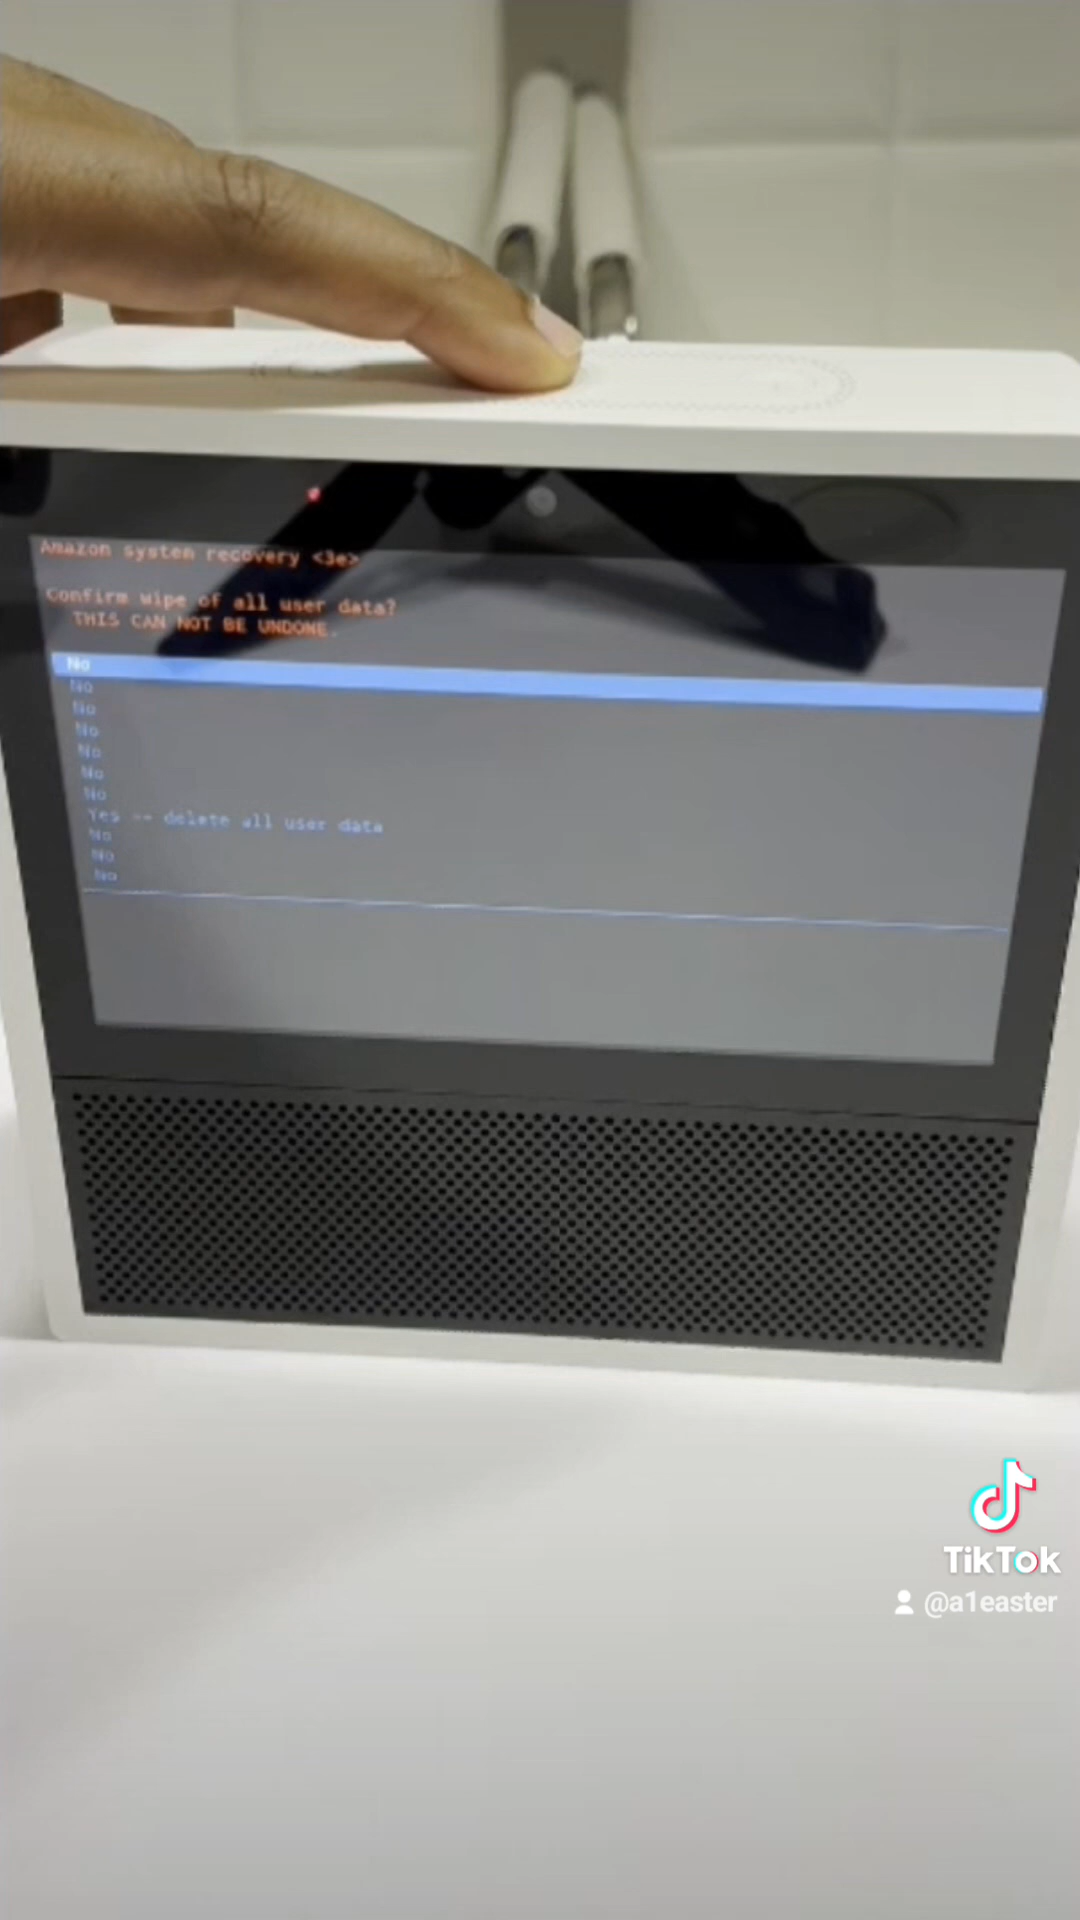 Amazon system recovery <3e>
Confirm wipe of all user data?
THIS CAN NOT BE UNDONE.
No
No
No
No
No
No
No
Yes -- delete all user data
No
No
No
TikTok
@a1easter